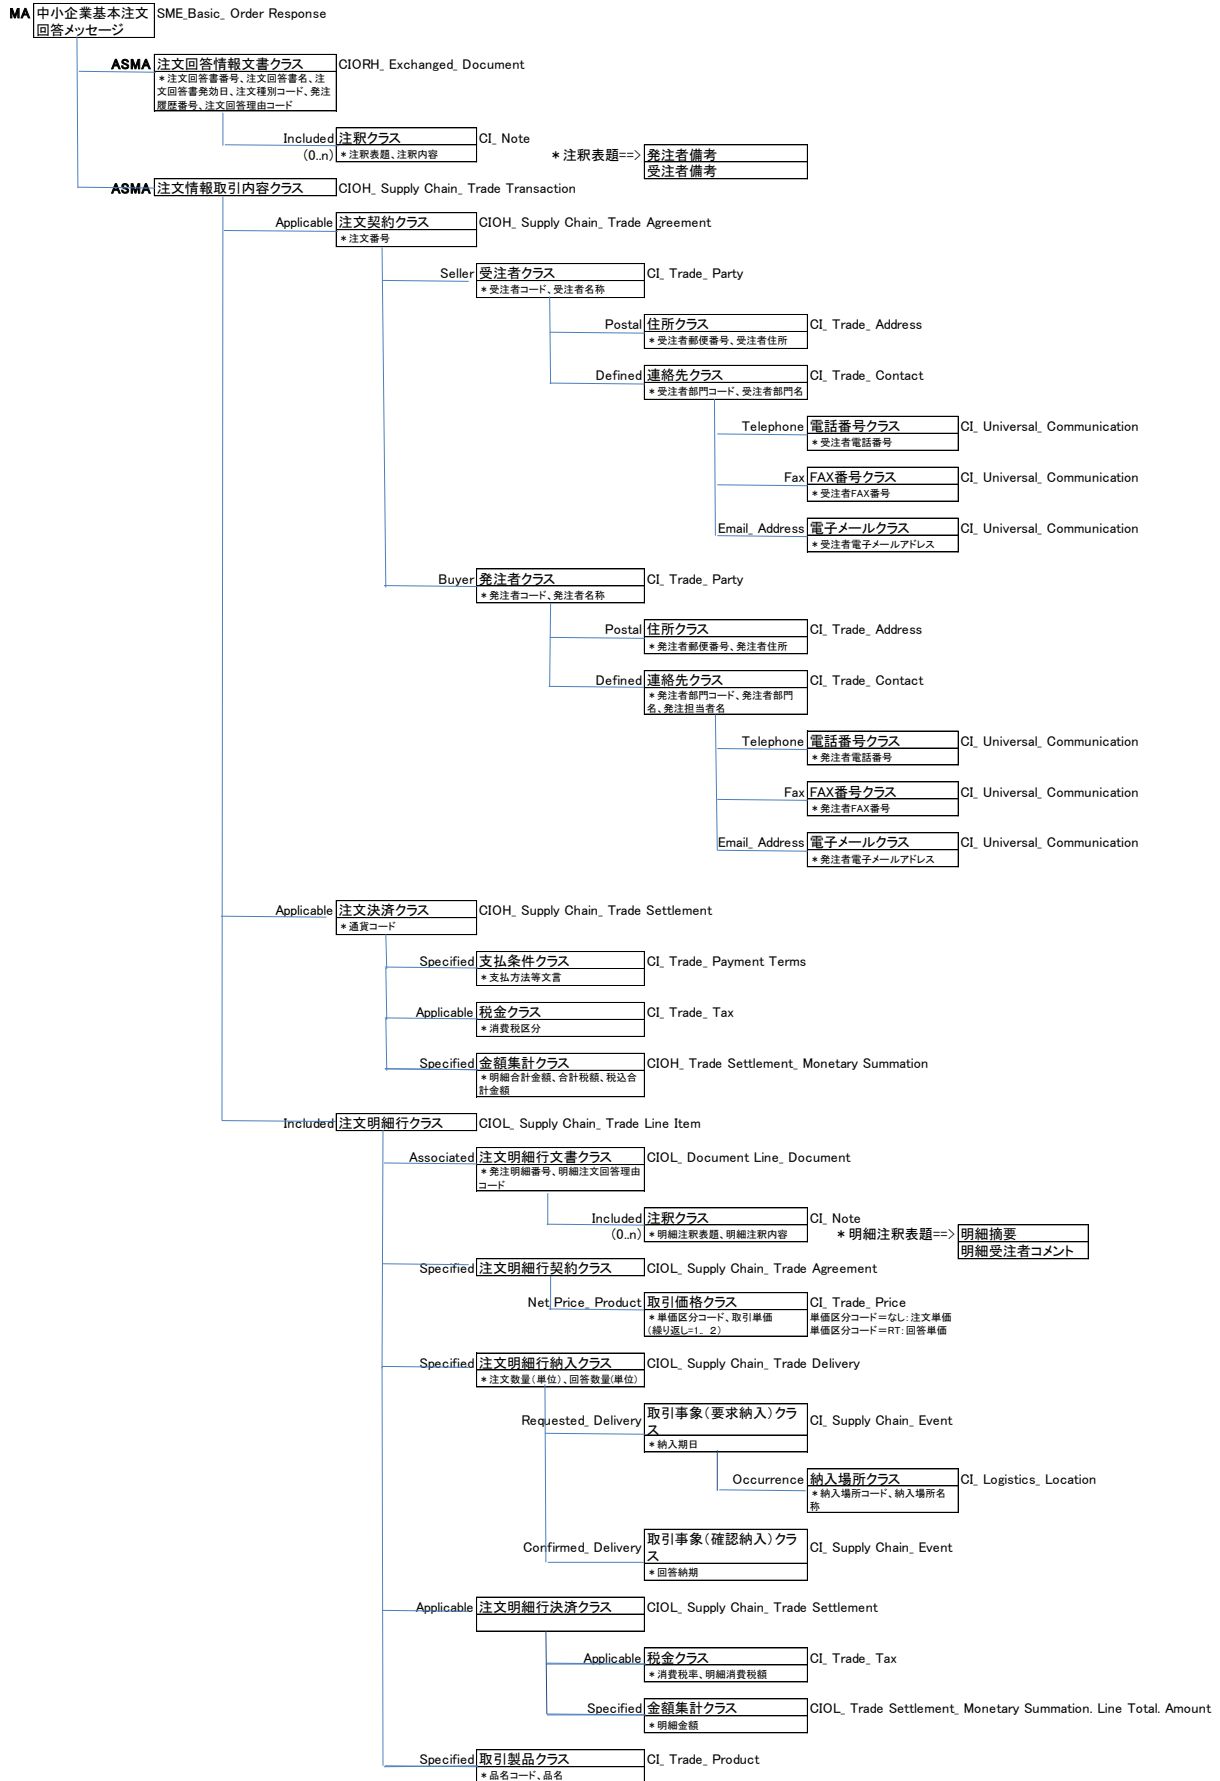 MA 中小企業基本注文 SME_Basic_ Order Response
回答メッセージ
ASMA 注文回答情報文書クラス CIORH_ Exchanged_ Document
＊注文回答書番号、注文回答書名、注
文回答書発効日、注文種別コード、発注
履歴番号、注文回答理由コード
Included 注釈クラス CI_ Note
(0..n) ＊注釈表題、注釈内容 ＊注釈表題==> 発注者備考
受注者備考
ASMA 注文情報取引内容クラス CIOH_ Supply Chain_ Trade Transaction
Applicable 注文契約クラス CIOH_ Supply Chain_ Trade Agreement
＊注文番号
Seller 受注者クラス CI_ Trade_ Party
＊受注者コード、受注者名称
Postal 住所クラス CI_ Trade_ Address
＊受注者郵便番号、受注者住所
Defined 連絡先クラス CI_ Trade_ Contact
＊受注者部門コード、受注者部門名
Telephone 電話番号クラス CI_ Universal_ Communication
＊受注者電話番号
Fax FAX番号クラス CI_ Universal_ Communication
＊受注者FAX番号
Email_ Address 電子メールクラス CI_ Universal_ Communication
＊受注者電子メールアドレス
Buyer 発注者クラス CI_ Trade_ Party
＊発注者コード、発注者名称
Postal 住所クラス CI_ Trade_ Address
＊発注者郵便番号、発注者住所
Defined 連絡先クラス CI_ Trade_ Contact
＊発注者部門コード、発注者部門
名、発注担当者名
Telephone 電話番号クラス CI_ Universal_ Communication
＊発注者電話番号
Fax FAX番号クラス CI_ Universal_ Communication
＊発注者FAX番号
Email_ Address 電子メールクラス CI_ Universal_ Communication
＊発注者電子メールアドレス
Applicable 注文決済クラス CIOH_ Supply Chain_ Trade Settlement
＊通貨コード
Specified 支払条件クラス CI_ Trade_ Payment Terms
＊支払方法等文言
Applicable 税金クラス CI_ Trade_ Tax
＊消費税区分
Specified 金額集計クラス CIOH_ Trade Settlement_ Monetary Summation
＊明細合計金額、合計税額、税込合
計金額
Included 注文明細行クラス CIOL_ Supply Chain_ Trade Line Item
Associated 注文明細行文書クラス CIOL_ Document Line_ Document
＊発注明細番号、明細注文回答理由
コード
Included 注釈クラス CI_ Note
(0..n) ＊明細注釈表題、明細注釈内容 ＊明細注釈表題==> 明細摘要
明細受注者コメント
Specified 注文明細行契約クラス CIOL_ Supply Chain_ Trade Agreement
Net Price_ Product 取引価格クラス CI_ Trade_ Price
＊単価区分コード、取引単価 単価区分コード＝なし：注文単価
(繰り返し=1．．2) 単価区分コード＝RT：回答単価
Specified 注文明細行納入クラス CIOL_ Supply Chain_ Trade Delivery
＊注文数量(単位)、回答数量(単位)
Requested_ Delivery 取引事象(要求納入)クラ CI_ Supply Chain_ Event
ス
＊納入期日
Occurrence 納入場所クラス CI_ Logistics_ Location
＊納入場所コード、納入場所名
称
Confirmed_ Delivery 取引事象(確認納入)クラ CI_ Supply Chain_ Event
ス
＊回答納期
Applicable 注文明細行決済クラス CIOL_ Supply Chain_ Trade Settlement
Applicable 税金クラス CI_ Trade_ Tax
＊消費税率、明細消費税額
Specified 金額集計クラス CIOL_ Trade Settlement_ Monetary Summation. Line Total. Amount
＊明細金額
Specified 取引製品クラス CI_ Trade_ Product
＊品名コード、品名